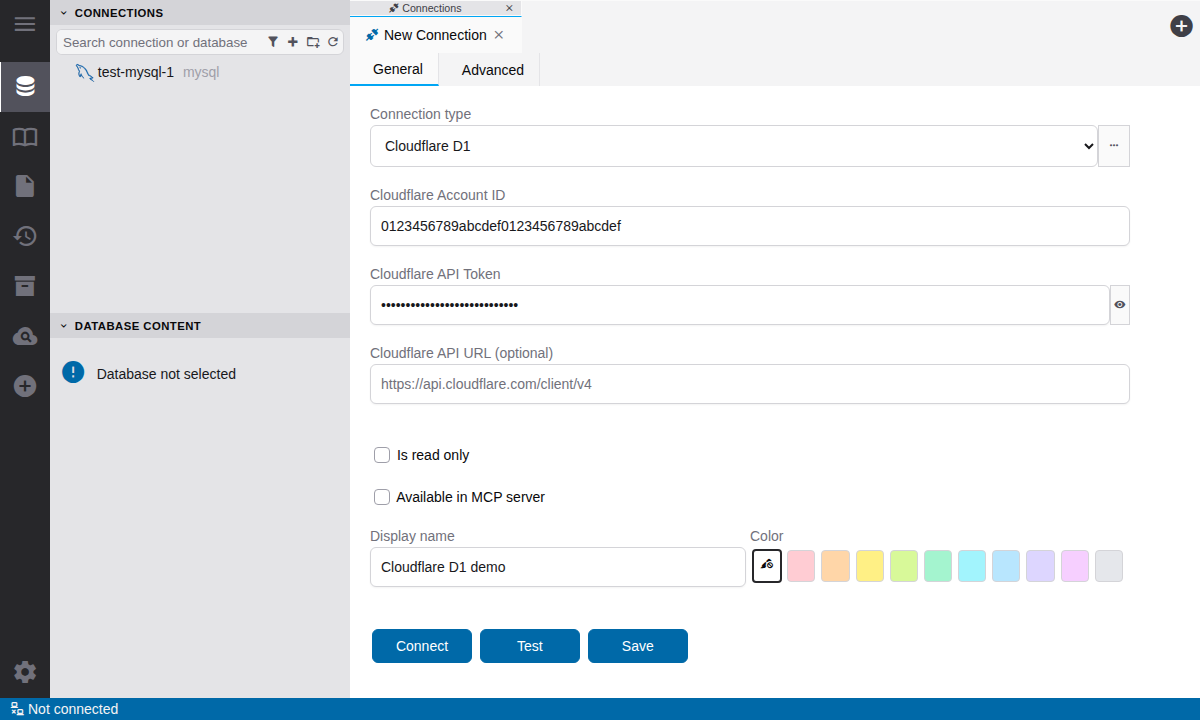 CONNECTIONS
Search connection or database
test-mysql-1 mysql
DATABASE CONTENT
Database not selected
Connections
New Connection
General
Advanced
Connection type
Cloudflare D1
...
Cloudflare Account ID
0123456789abcdef0123456789abcdef
Cloudflare API Token
••••••••••••••••••••••••••••
Cloudflare API URL (optional)
https://api.cloudflare.com/client/v4
Is read only
Available in MCP server
Display name
Color
Cloudflare D1 demo
Connect
Test
Save
Not connected